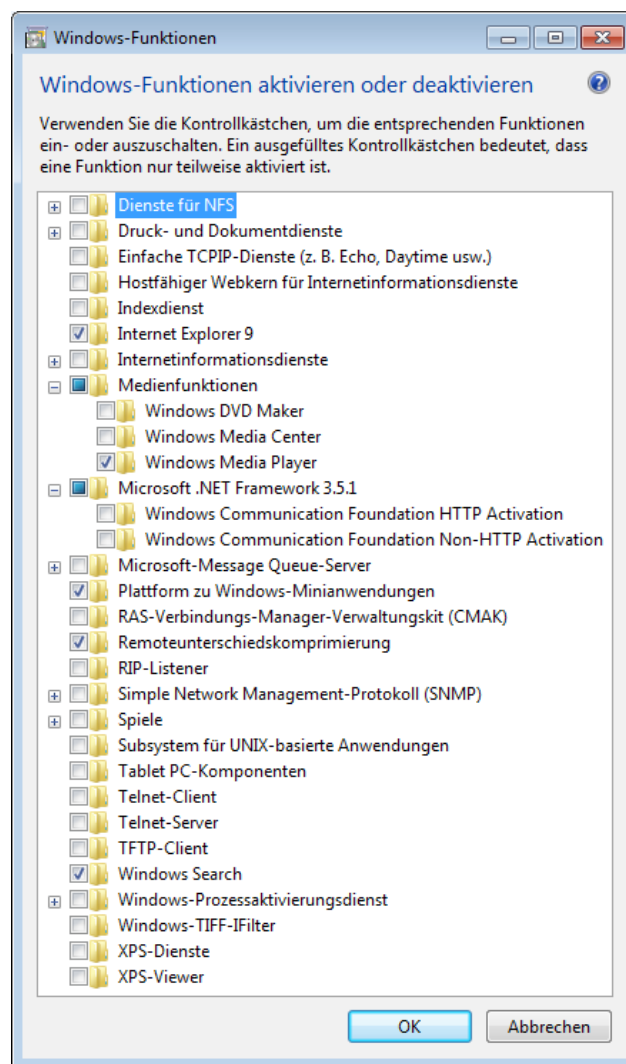 Windows-Funktionen
Windows-Funktionen aktivieren oder deaktivieren
Verwenden Sie die Kontrollkästchen, um die entsprechenden Funktionen
ein- oder auszuschalten. Ein ausgefülltes Kontrollkästchen bedeutet, dass
eine Funktion nur teilweise aktiviert ist.
Dienste für NFS
Druck- und Dokumentdienste
Einfache TCPIP-Dienste (z. B. Echo, Daytime usw.)
Hostfähiger Webkern für Internetinformationsdienste
Indexdienst
Internet Explorer 9
Internetinformationsdienste
Medienfunktionen
Windows DVD Maker
Windows Media Center
Windows Media Player
Microsoft .NET Framework 3.5.1
Windows Communication Foundation HTTP Activation
Windows Communication Foundation Non-HTTP Activation
Microsoft-Message Queue-Server
Plattform zu Windows-Minianwendungen
RAS-Verbindungs-Manager-Verwaltungskit (CMAK)
Remoteunterschiedskomprimierung
RIP-Listener
Simple Network Management-Protokoll (SNMP)
Spiele
Subsystem für UNIX-basierte Anwendungen
Tablet PC-Komponenten
Telnet-Client
Telnet-Server
TFTP-Client
Windows Search
Windows-Prozessaktivierungsdienst
Windows-TIFF-IFilter
XPS-Dienste
XPS-Viewer
OK Abbrechen